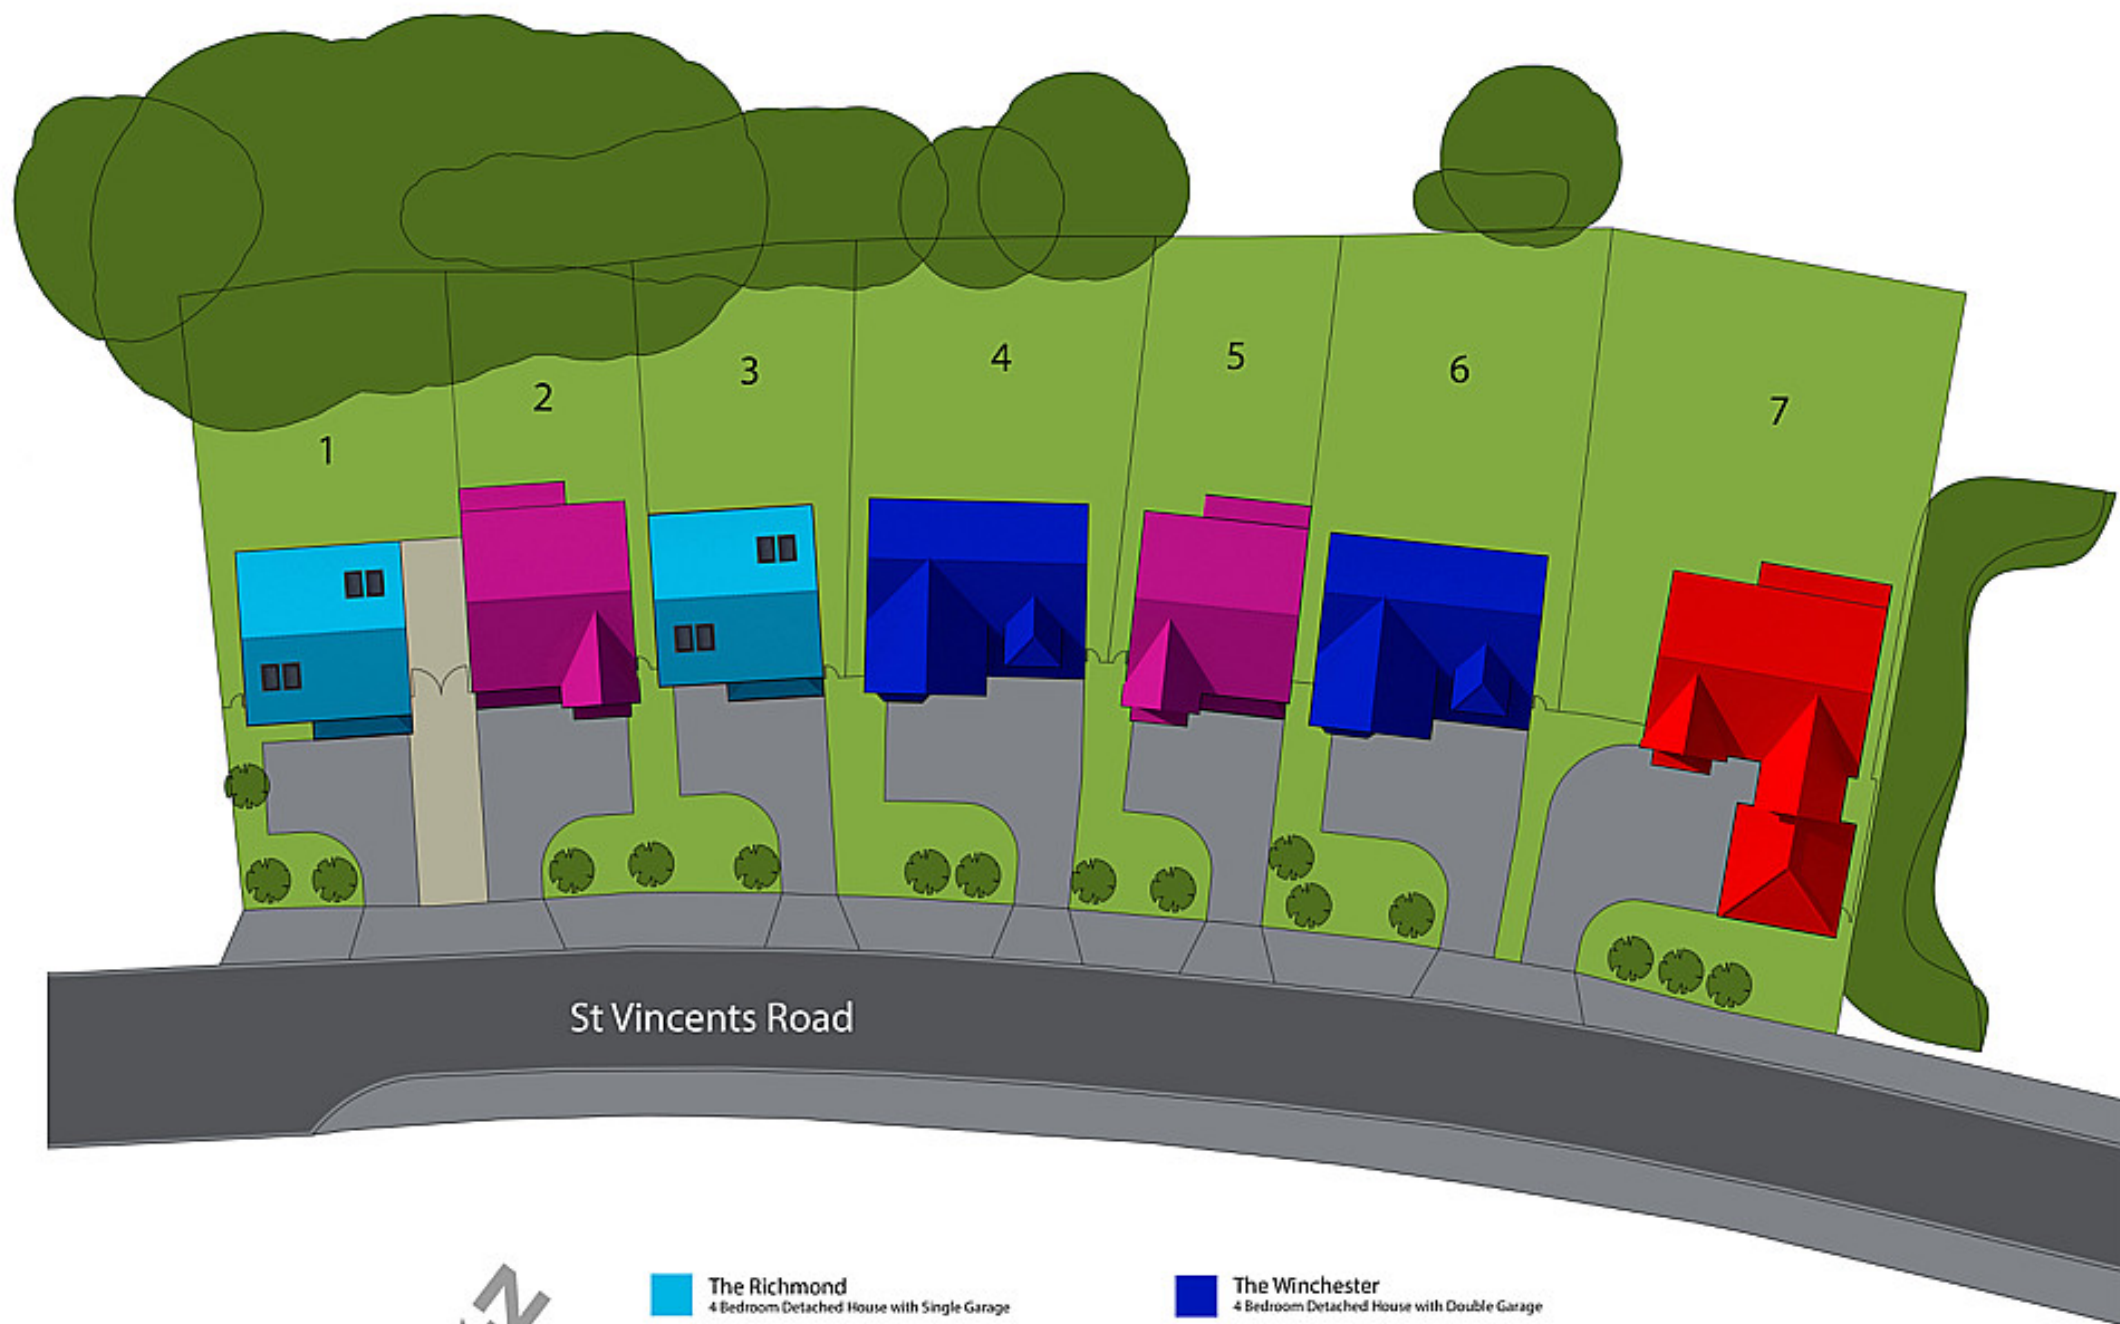 1
2
3
4
5
6
7
St Vincents Road
N
The Richmond
4 Bedroom Detached House with Single Garage
The Winchester
4 Bedroom Detached House with Double Garage